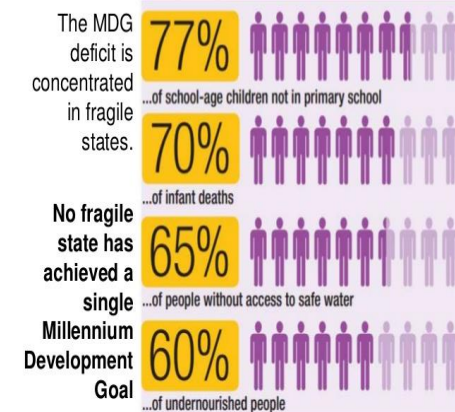 The MDG
deficit is
concentrated
in fragile
states.
No fragile
state has
achieved a
single
Millennium
Development
Goal
77%
...of school-age children not in primary school
70%
...of infant deaths
65%
...of people without access to safe water
60%
...of undernourished people